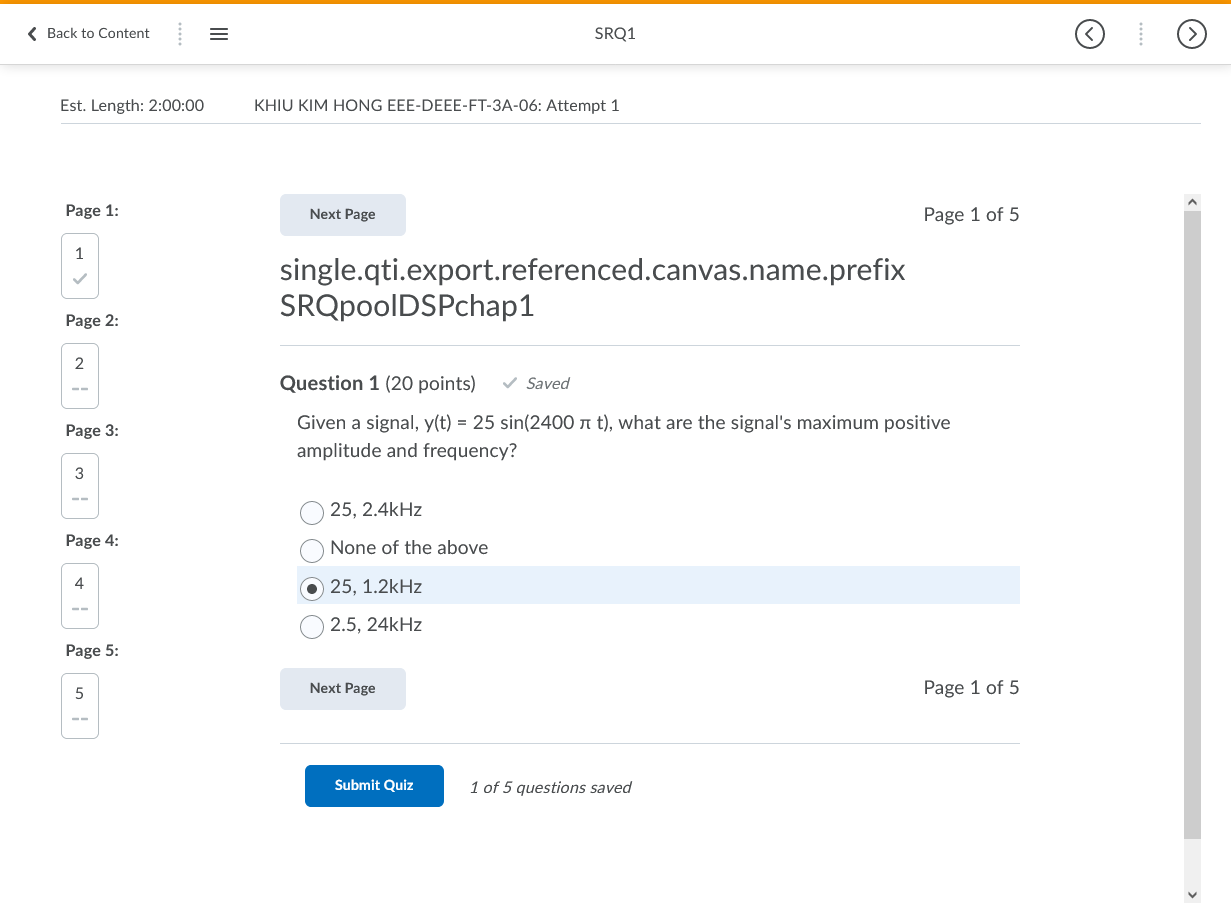 Back to Content
SRQ1
Est. Length: 2:00:00 KHIU KIM HONG EEE-DEEE-FT-3A-06: Attempt 1
Page 1:
1
Page 2:
2
--
Page 3:
3
--
Page 4:
4
--
Page 5:
5
--
Next Page Page 1 of 5
single.qti.export.referenced.canvas.name.prefix
SRQpoolDSPchap1
Question 1 (20 points) Saved
Given a signal, y(t) = 25 sin(2400 π t), what are the signal's maximum positive
amplitude and frequency?
25, 2.4kHz
None of the above
25, 1.2kHz
2.5, 24kHz
Next Page Page 1 of 5
Submit Quiz 1 of 5 questions saved